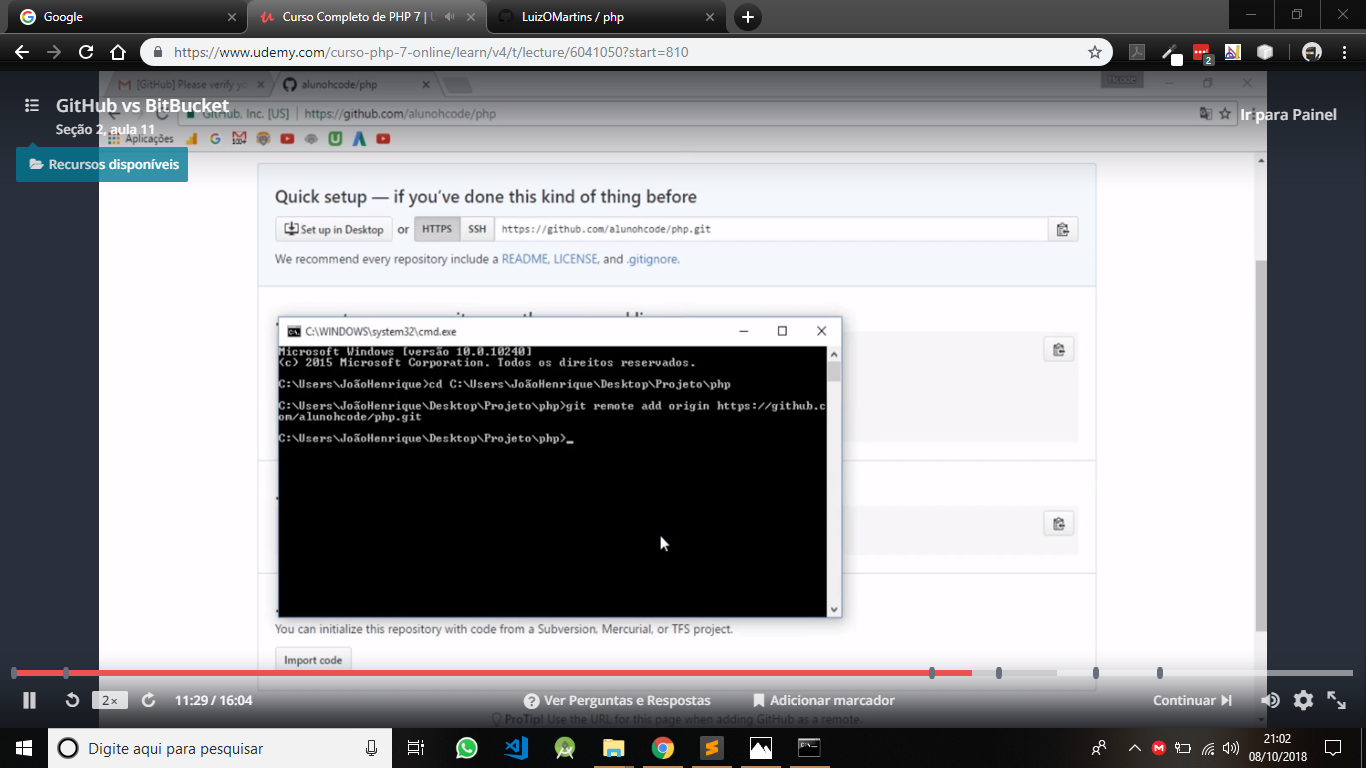 Google
Curso Completo de PHP 7 | U
LuizOMartins / php
https://www.udemy.com/curso-php-7-online/learn/v4/t/lecture/6041050?start=810
2
[GitHub] Please verify yo
alunohcode/php
GitHub vs BitBucket
GitHub, Inc. [US]
https://github.com/alunohcode/php
Ir para Painel
Seção 2, aula 11
Aplicações
Recursos disponíveis
Quick setup — if you've done this kind of thing before
Set up in Desktop or HTTPS SSH https://github.com/alunohcode/php.git
We recommend every repository include a README, LICENSE, and .gitignore.
C:\WINDOWS\system32\cmd.exe
Microsoft Windows [versão 10.0.10240]
(c) 2015 Microsoft Corporation. Todos os direitos reservados.
C:\Users\JoãoHenrique>cd C:\Users\JoãoHenrique\Desktop\Projeto\php
C:\Users\JoãoHenrique\Desktop\Projeto\php>git remote add origin https://github.c
om/alunohcode/php.git
C:\Users\JoãoHenrique\Desktop\Projeto\php>_
You can initialize this repository with code from a Subversion, Mercurial, or TFS project.
Import code
2×
11:29 / 16:04
Ver Perguntas e Respostas
Adicionar marcador
Continuar
ProTip! Use the URL for this page when adding GitHub as a remote.
Digite aqui para pesquisar
21:02
08/10/2018